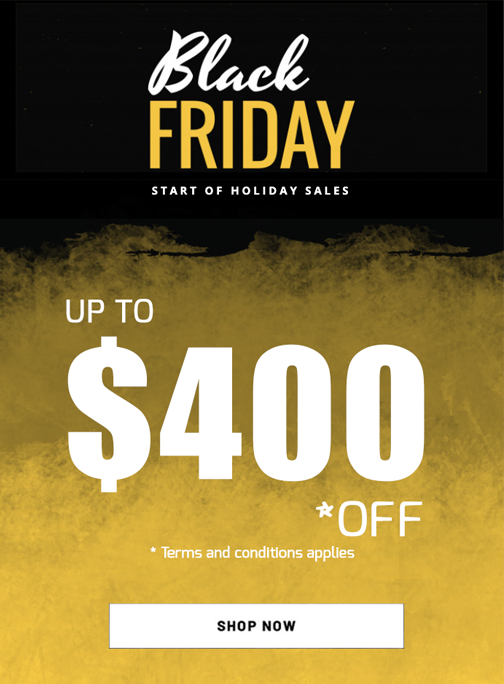 Black
FRIDAY
START OF HOLIDAY SALES
UP TO
$400
*OFF
* Terms and conditions applies
SHOP NOW